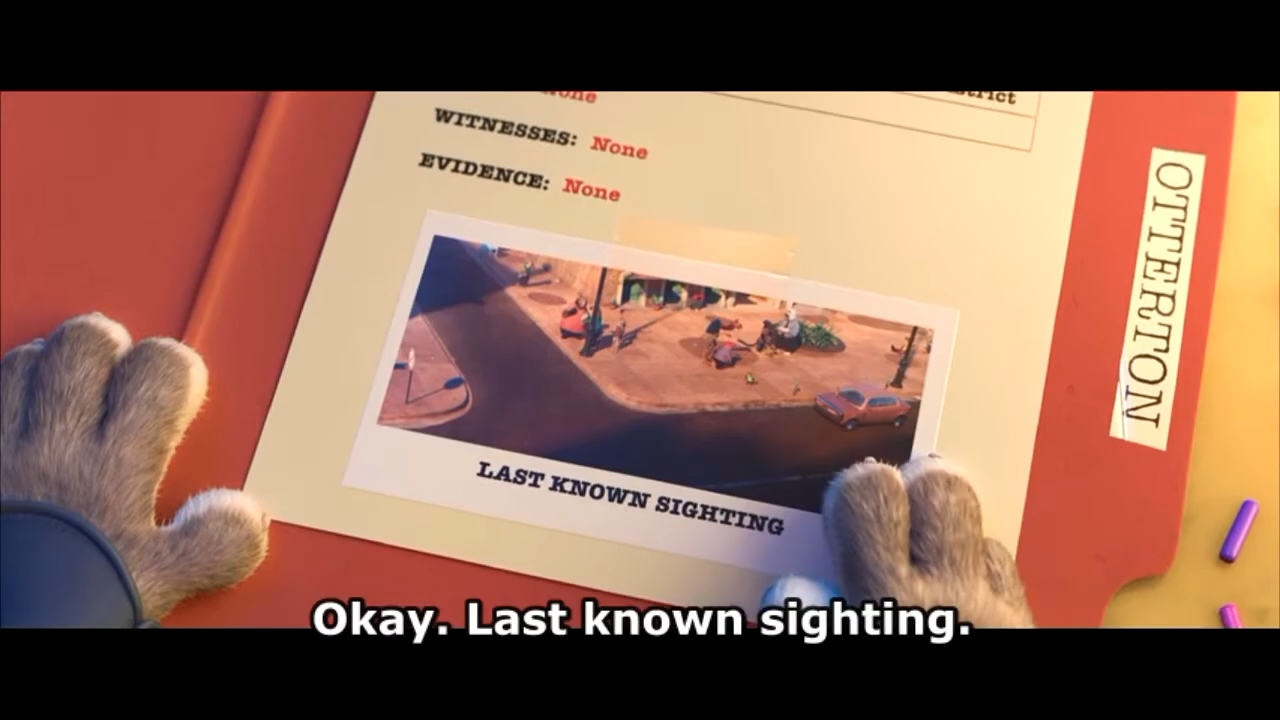 WITNESSES: None
EVIDENCE: None
LAST KNOWN SIGHTING
OTTERTON
Okay. Last known sighting.